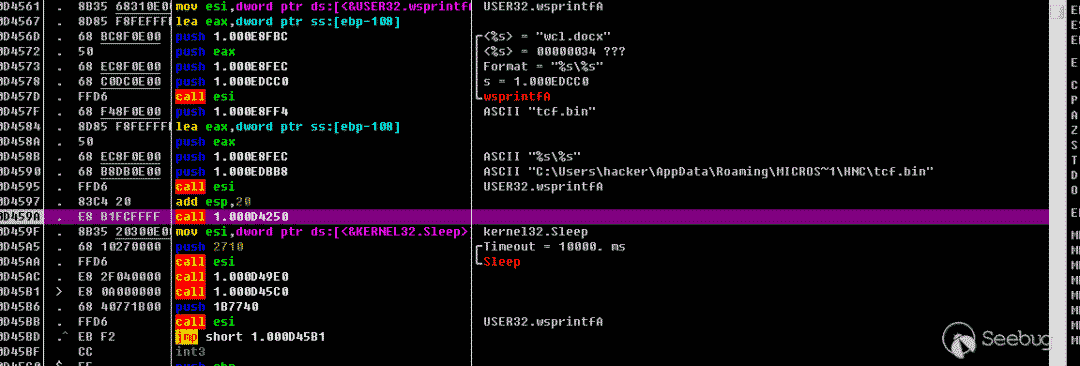 0D4561 . 8B35 68310E00 mov esi,dword ptr ds:[<&USER32.wsprintf USER32.wsprintfA
lea eax,dword ptr ss:[ebp-108]
0D456D . 68 BC8F0E00 push 1.000E8FBC <%s> = "wcl.docx"
0D4572 . 50 push eax <%s> = 00000034 ???
0D4573 . 68 EC8F0E00 push 1.000E8FEC Format = "%s\%s"
0D4578 . 68 C0DC0E00 push 1.000EDCC0 s = 1.000EDCC0
0D457D . FFD6 call esi wsprintfA
0D457F . 68 F48F0E00 push 1.000E8FF4 ASCII "tcf.bin"
0D4584 . 8D85 F8FEFFFF lea eax,dword ptr ss:[ebp-108]
0D458A . 50 push eax
0D458B . 68 EC8F0E00 push 1.000E8FEC ASCII "%s\%s"
0D4590 . 68 B8DB0E00 push 1.000EDBB8 ASCII "C:\Users\hacker\AppData\Roaming\MICROS~1\HNC\tcf.bin"
0D4595 . FFD6 call esi USER32.wsprintfA
0D4597 . 83C4 20 add esp,20
0D459A . E8 B1FCFFFF call 1.000D4250
0D459F . 8B35 20300E00 mov esi,dword ptr ds:[<&KERNEL32.Sleep> kernel32.Sleep
0D45A5 . 68 10270000 push 2710 Timeout = 10000. ms
0D45AA . FFD6 call esi Sleep
0D45AC . E8 2F040000 call 1.000D49E0
0D45B1 > E8 0A000000 call 1.000D45C0
0D45B6 . 68 40771B00 push 1B7740
0D45BB . FFD6 call esi USER32.wsprintfA
0D45BD .^ EB F2 jmp short 1.000D45B1
0D45BF CC int3
Seebug